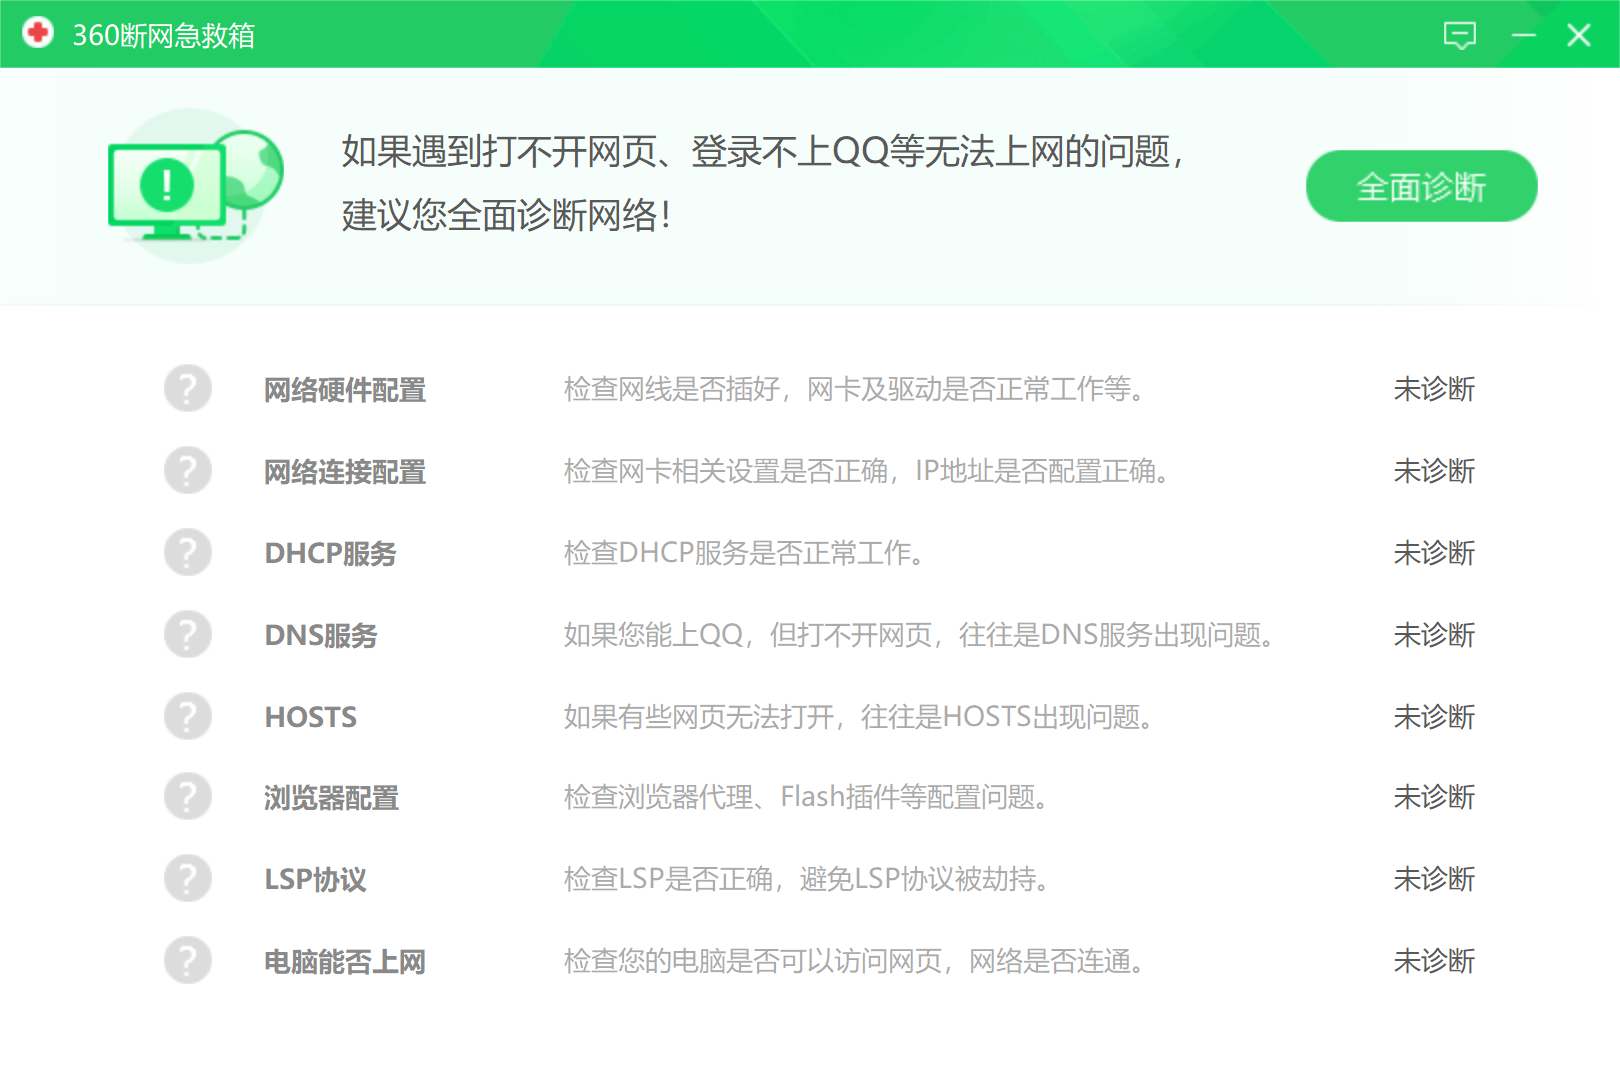 360断网急救箱
如果遇到打不开网页、登录不上QQ等无法上网的问题，
建议您全面诊断网络！
全面诊断
网络硬件配置 检查网线是否插好，网卡及驱动是否正常工作等。 未诊断
网络连接配置 检查网卡相关设置是否正确，IP地址是否配置正确。 未诊断
DHCP服务 检查DHCP服务是否正常工作。 未诊断
DNS服务 如果您能上QQ，但打不开网页，往往是DNS服务出现问题。 未诊断
HOSTS 如果有些网页无法打开，往往是HOSTS出现问题。 未诊断
浏览器配置 检查浏览器代理、Flash插件等配置问题。 未诊断
LSP协议 检查LSP是否正确，避免LSP协议被劫持。 未诊断
电脑能否上网 检查您的电脑是否可以访问网页，网络是否连通。 未诊断